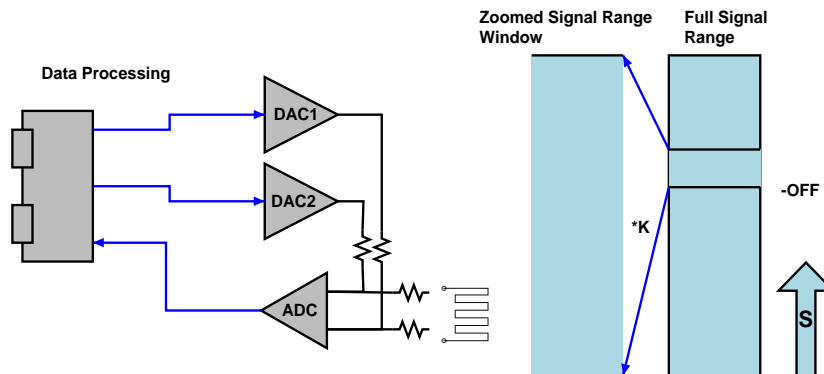 Zoomed Signal Range
Window
Full Signal
Range
Data Processing
DAC1
DAC2
-OFF
*K
ADC
S